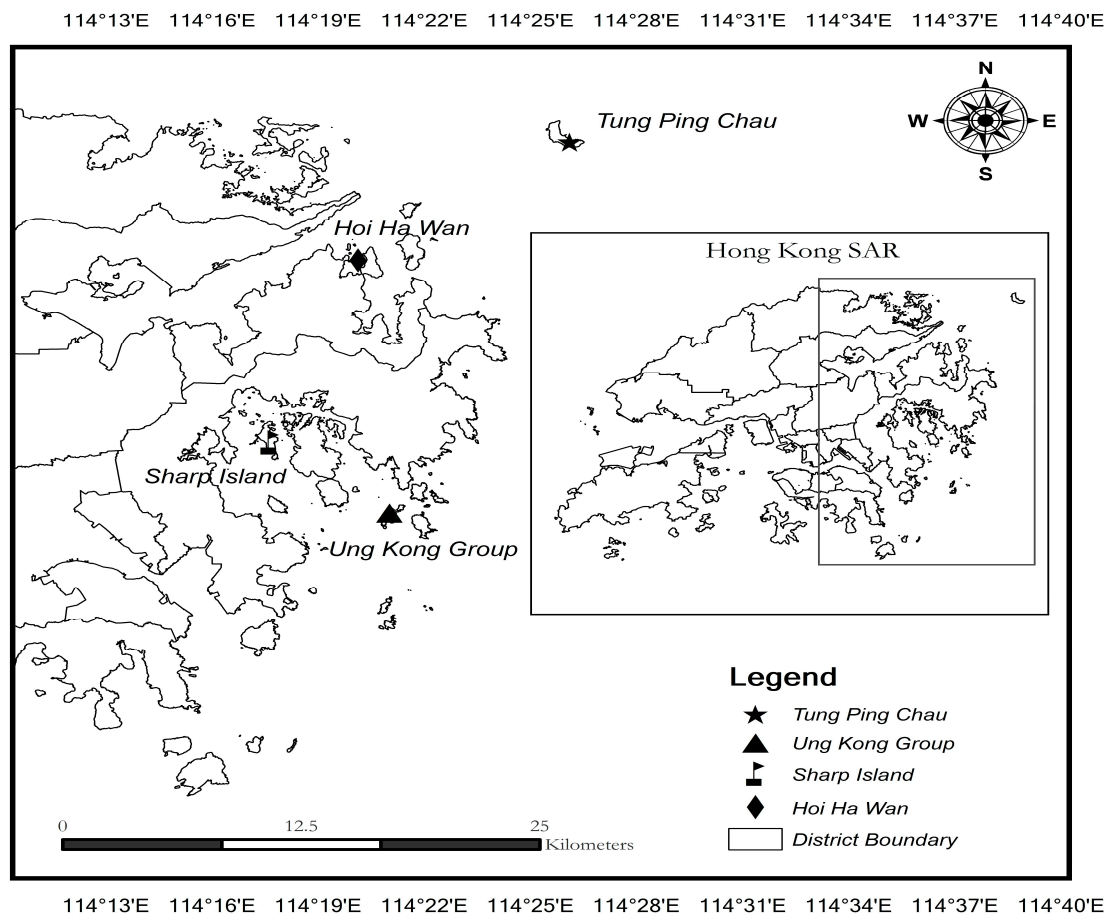 114°13'E 114°16'E 114°19'E 114°22'E 114°25'E 114°28'E 114°31'E 114°34'E 114°37'E 114°40'E
N
W E
S
Tung Ping Chau
Hoi Ha Wan
Hong Kong SAR
Sharp Island
Ung Kong Group
Legend
Tung Ping Chau
Ung Kong Group
Sharp Island
Hoi Ha Wan
District Boundary
0 12.5 25
Kilometers
114°13'E 114°16'E 114°19'E 114°22'E 114°25'E 114°28'E 114°31'E 114°34'E 114°37'E 114°40'E